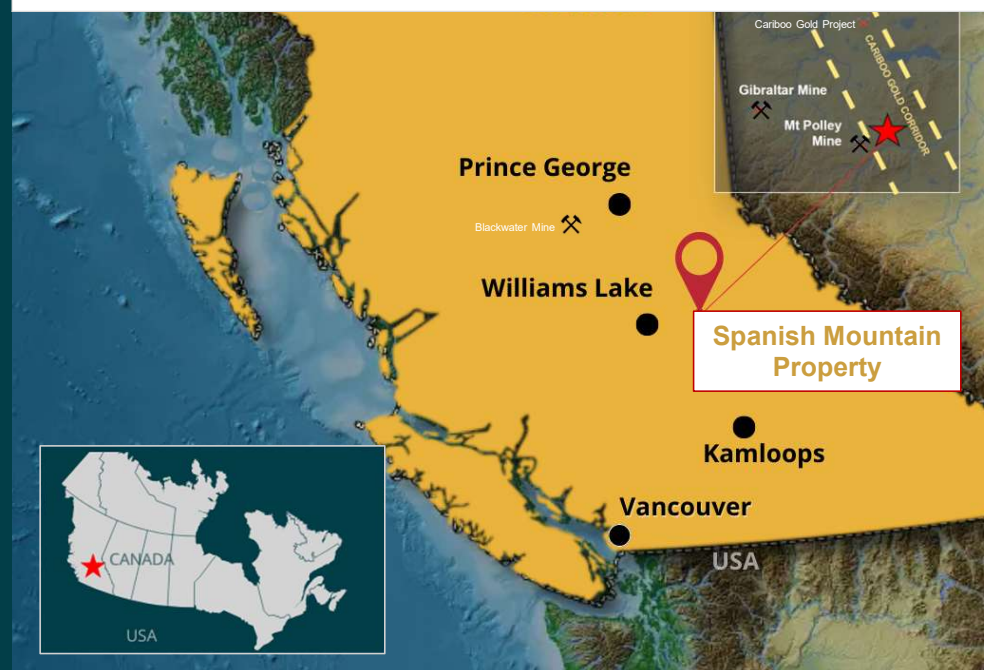 Cariboo Gold Project
CARIBOO GOLD CORRIDOR
Gibraltar Mine
Mt Polley
Mine
Prince George
Blackwater Mine
Williams Lake
Spanish Mountain
Property
Kamloops
Vancouver
USA
CANADA
USA